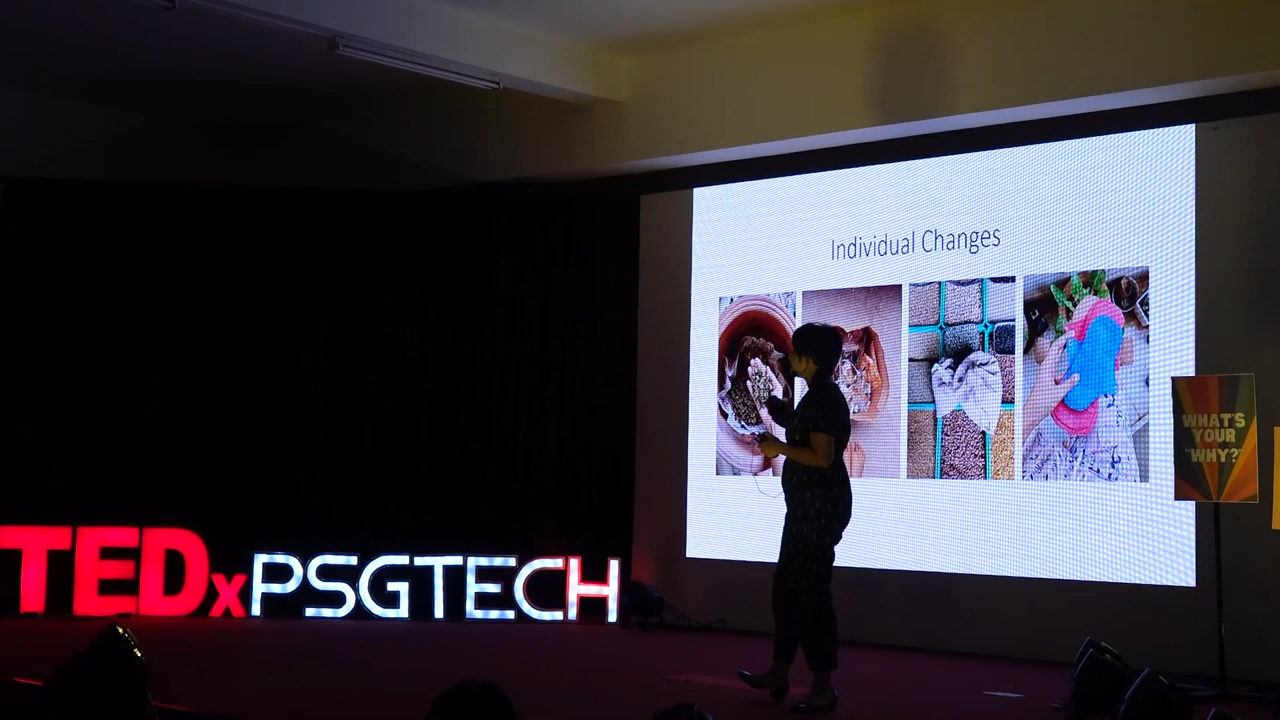 Individual Changes
WHAT'S
YOUR
"WHY?"
TEDxPSGTECH